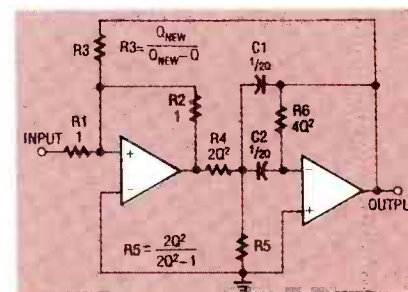 R3
R3= Q_NEW / Q_NEW-Q
C1
1/2Q
R2
1
R6
4Q²
R1
1
R4
2Q²
C2
1/2Q
INPUT
+
-
-
+
OUTPUT
R5= 2Q² / 2Q²-1
R5